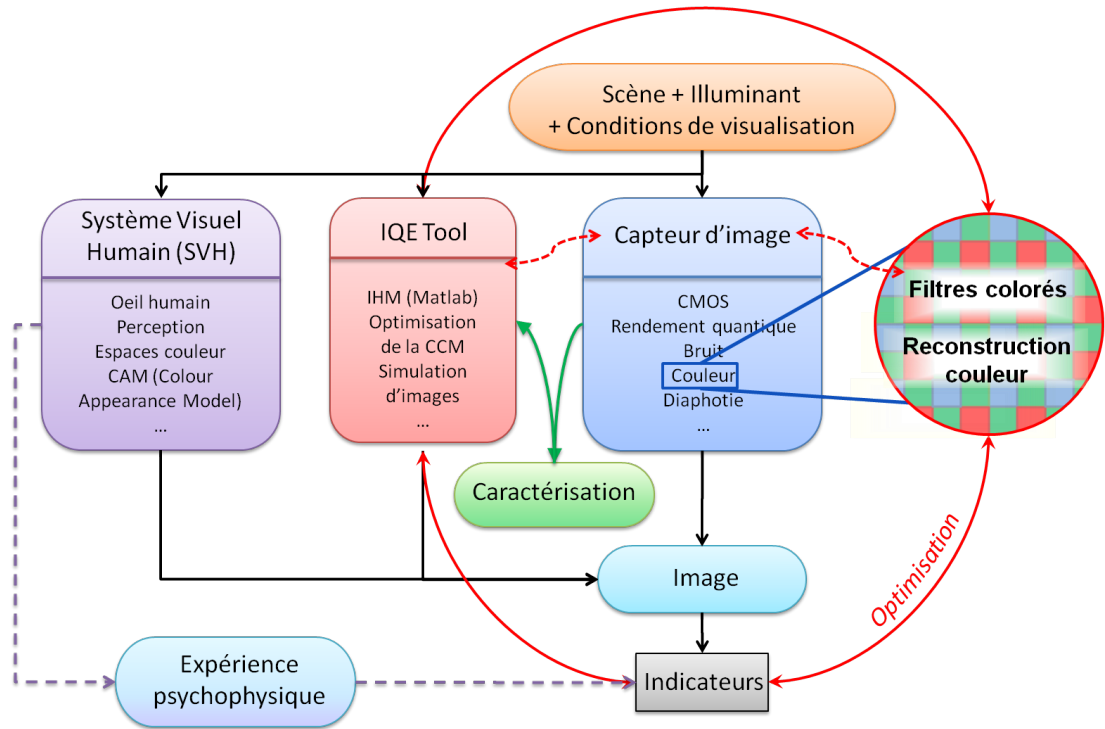 Scène + Illuminant
+ Conditions de visualisation
Système Visuel
Humain (SVH)
Oeil humain
Perception
Espaces couleur
CAM (Colour
Appearance Model)
...
IQE Tool
IHM (Matlab)
Optimisation
de la CCM
Simulation
d’images
...
Capteur d’image
CMOS
Rendement quantique
Bruit
Couleur
Diaphotie
...
Filtres colorés
Reconstruction
couleur
Caractérisation
Image
Optimisation
Expérience
psychophysique
Indicateurs